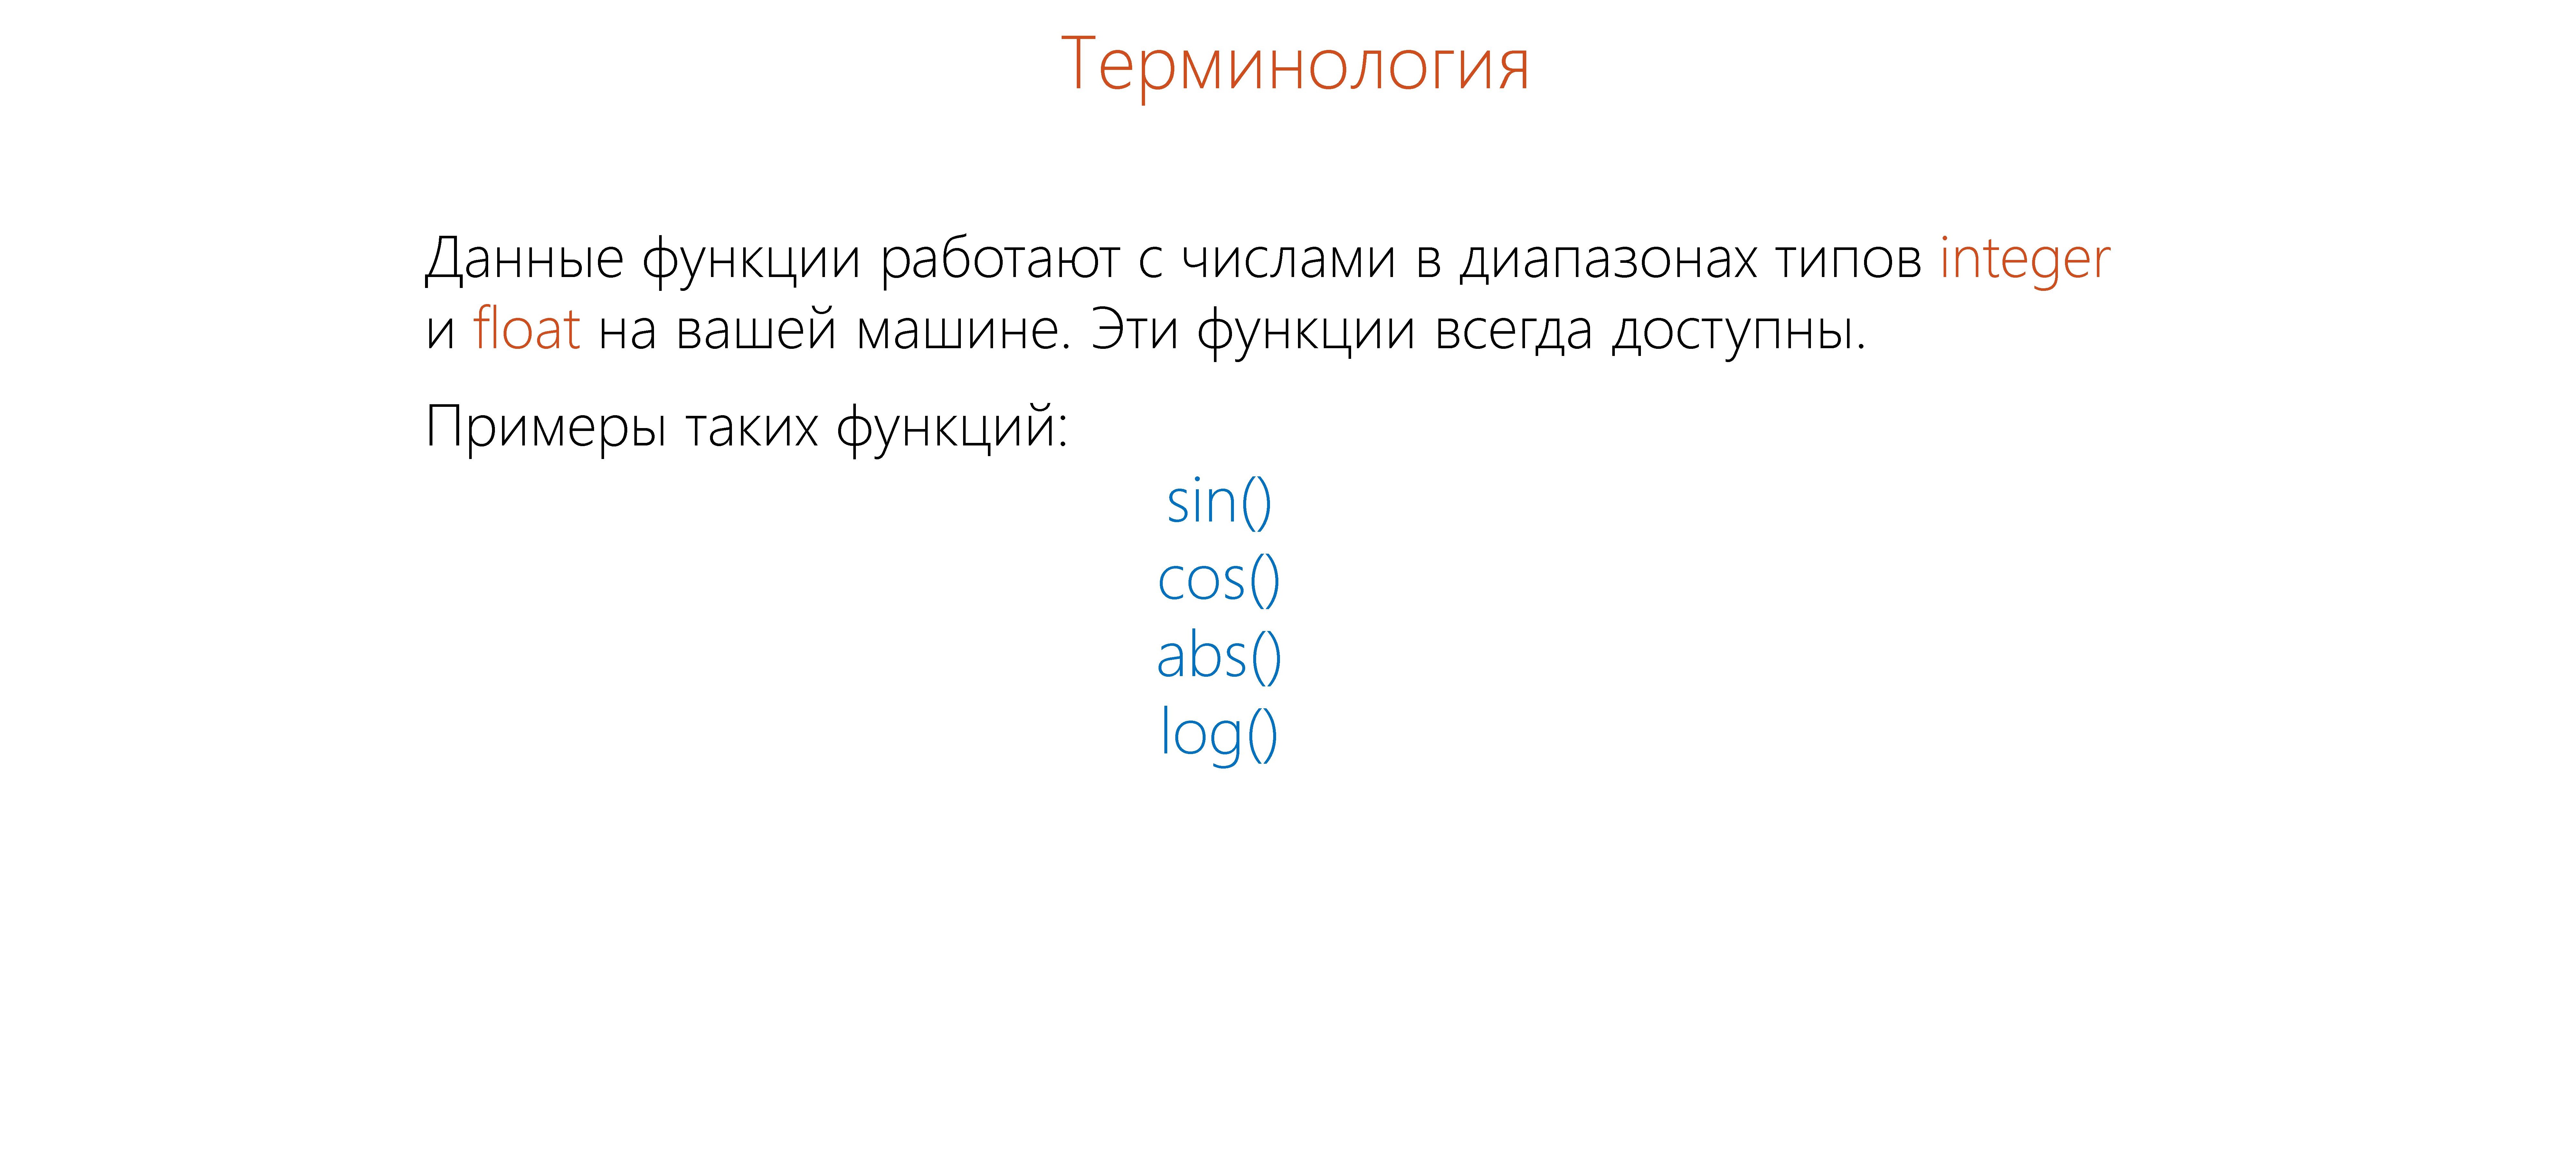 Терминология
Данные функции работают с числами в диапазонах типов integer
и float на вашей машине. Эти функции всегда доступны.
Примеры таких функций:
sin()
cos()
abs()
log()